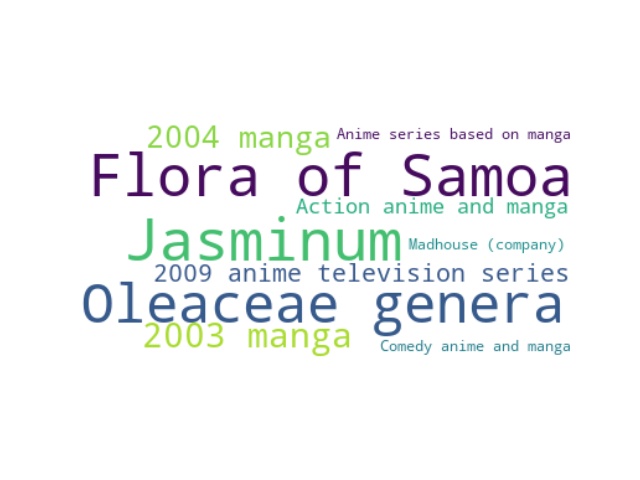 2004 manga
Anime series based on manga
Flora of Samoa
Action anime and manga
Jasminum
Madhouse (company)
2009 anime television series
Oleaceae genera
2003 manga
Comedy anime and manga